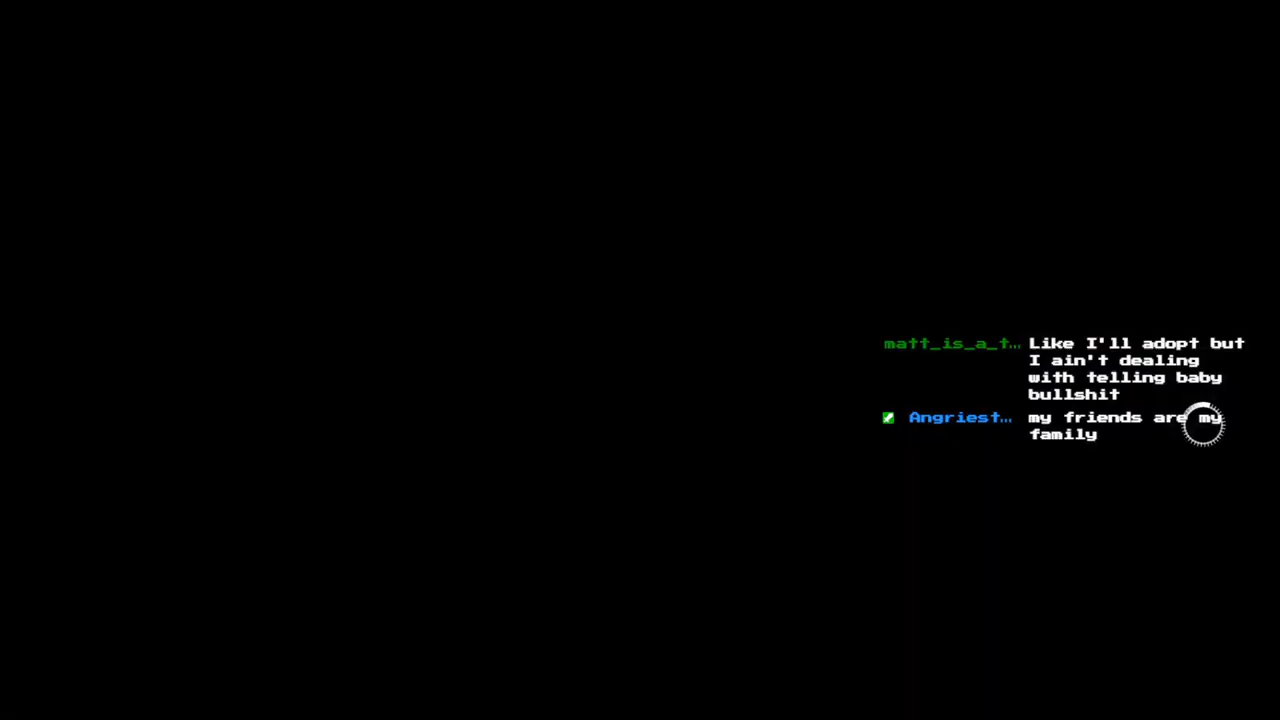 matt_is_a_t… Like I'll adopt but
I ain't dealing
with telling baby
bullshit
Angriest… my friends are my
family